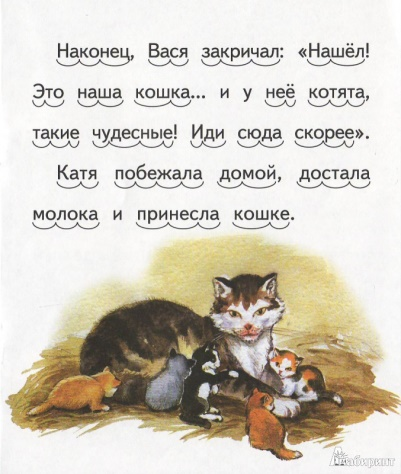 Наконец, Вася закричал: «Нашёл!
Это наша кошка... и у неё котята,
такие чудесные! Иди сюда скорее».
Катя побежала домой, достала
молока и принесла кошке.
Лабиринт